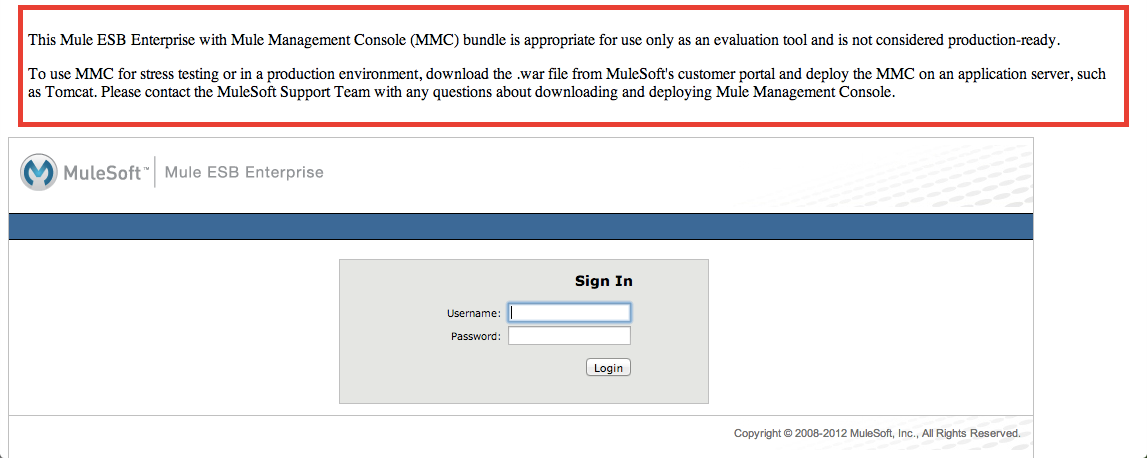 This Mule ESB Enterprise with Mule Management Console (MMC) bundle is appropriate for use only as an evaluation tool and is not considered production-ready.
To use MMC for stress testing or in a production environment, download the .war file from MuleSoft's customer portal and deploy the MMC on an application server, such
as Tomcat. Please contact the MuleSoft Support Team with any questions about downloading and deploying Mule Management Console.
MuleSoft™ Mule ESB Enterprise
Sign In
Username:
Password:
Login
Copyright © 2008-2012 MuleSoft, Inc., All Rights Reserved.